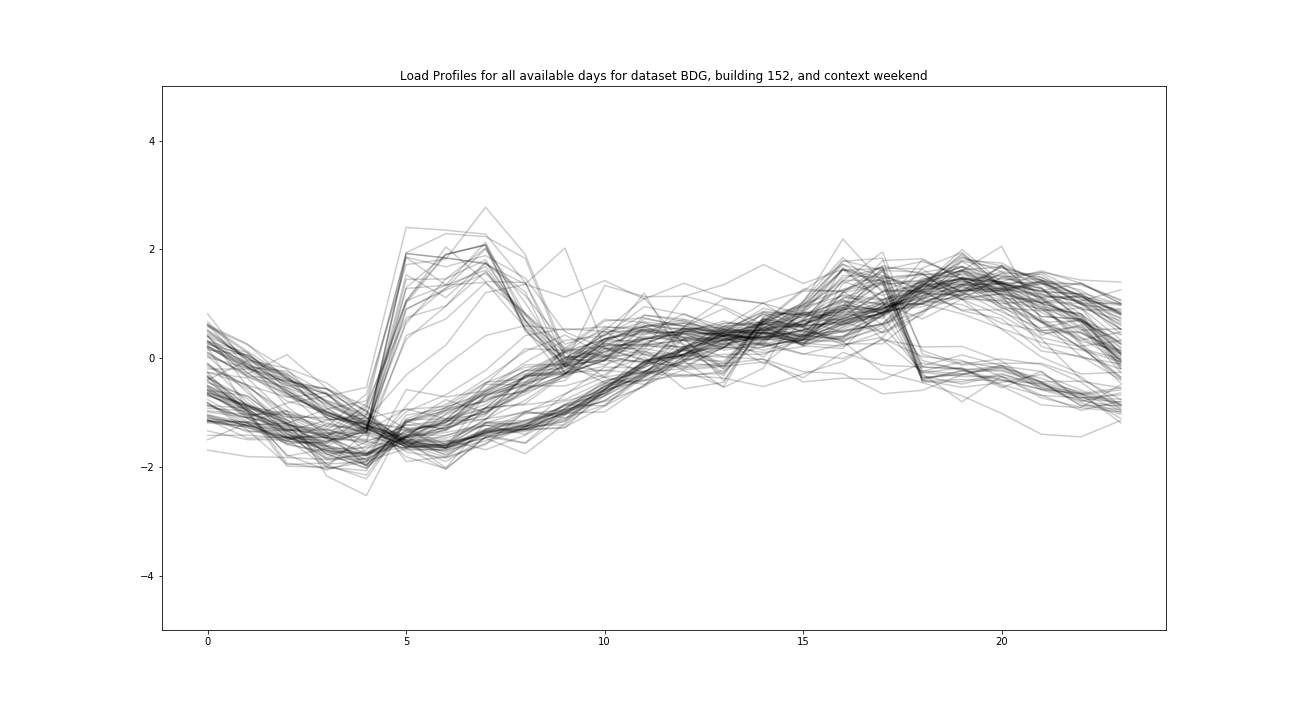 Load Profiles for all available days for dataset BDG, building 152, and context weekend
4
2
0
−2
−4
0 5 10 15 20